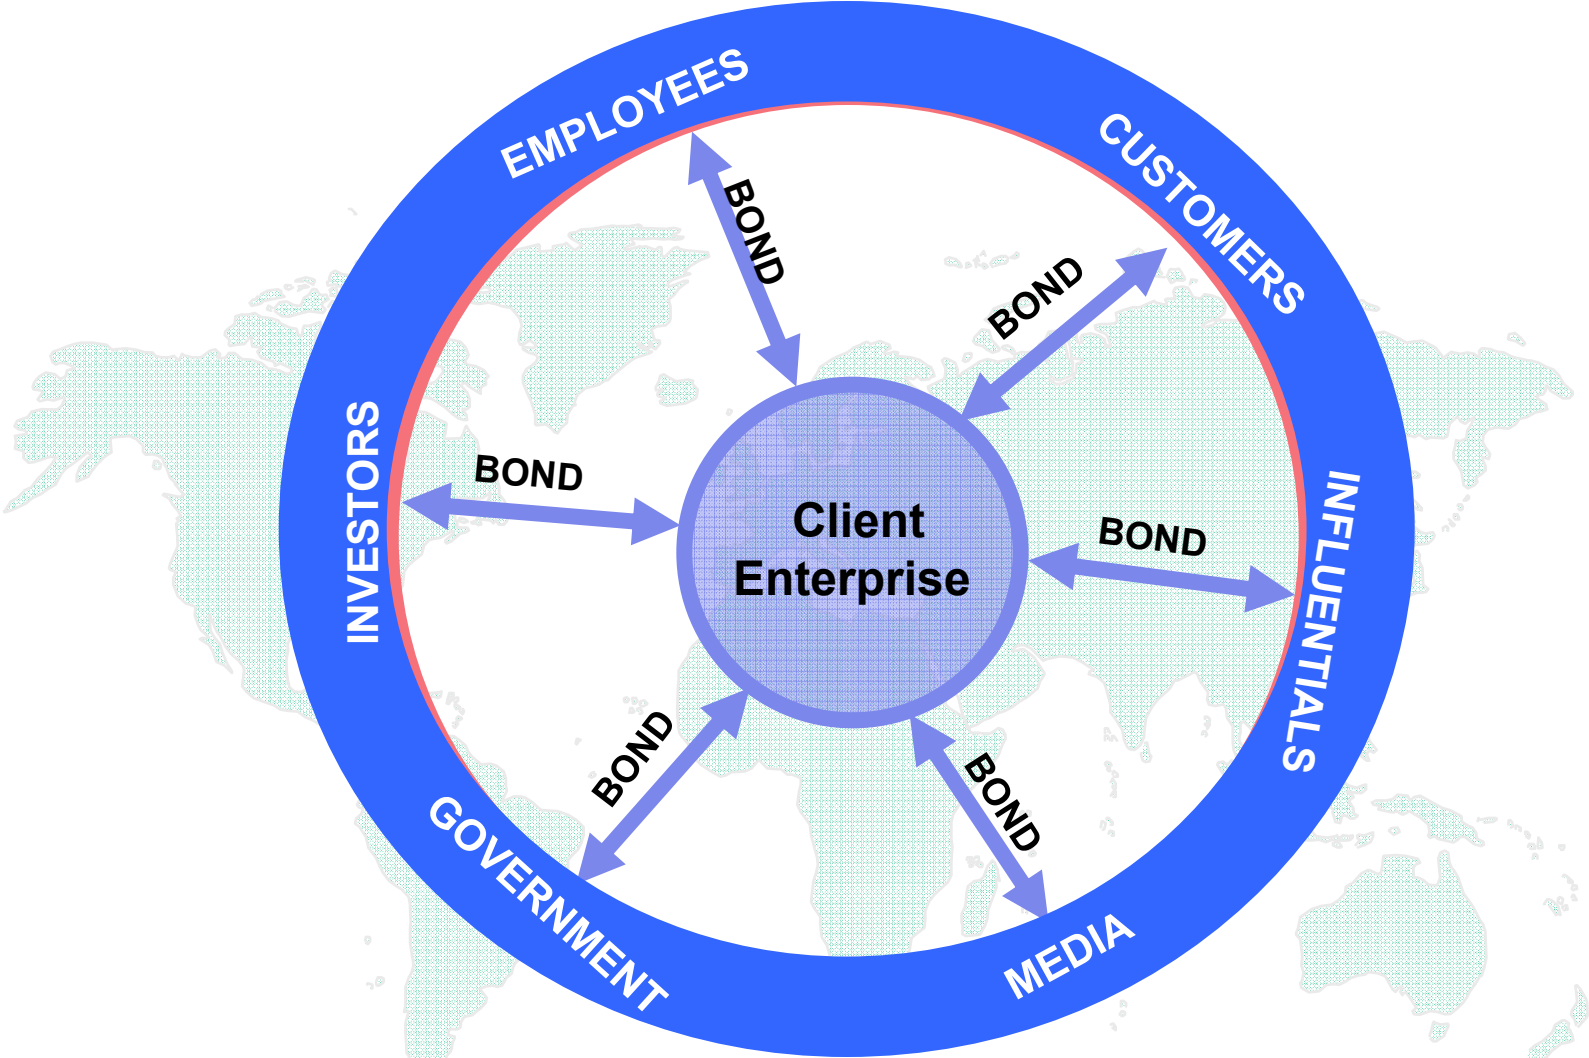 EMPLOYEES
CUSTOMERS
BOND
BOND
INVESTORS
BOND
Client
Enterprise
BOND
INFLUENTIALS
BOND
BOND
GOVERNMENT
MEDIA